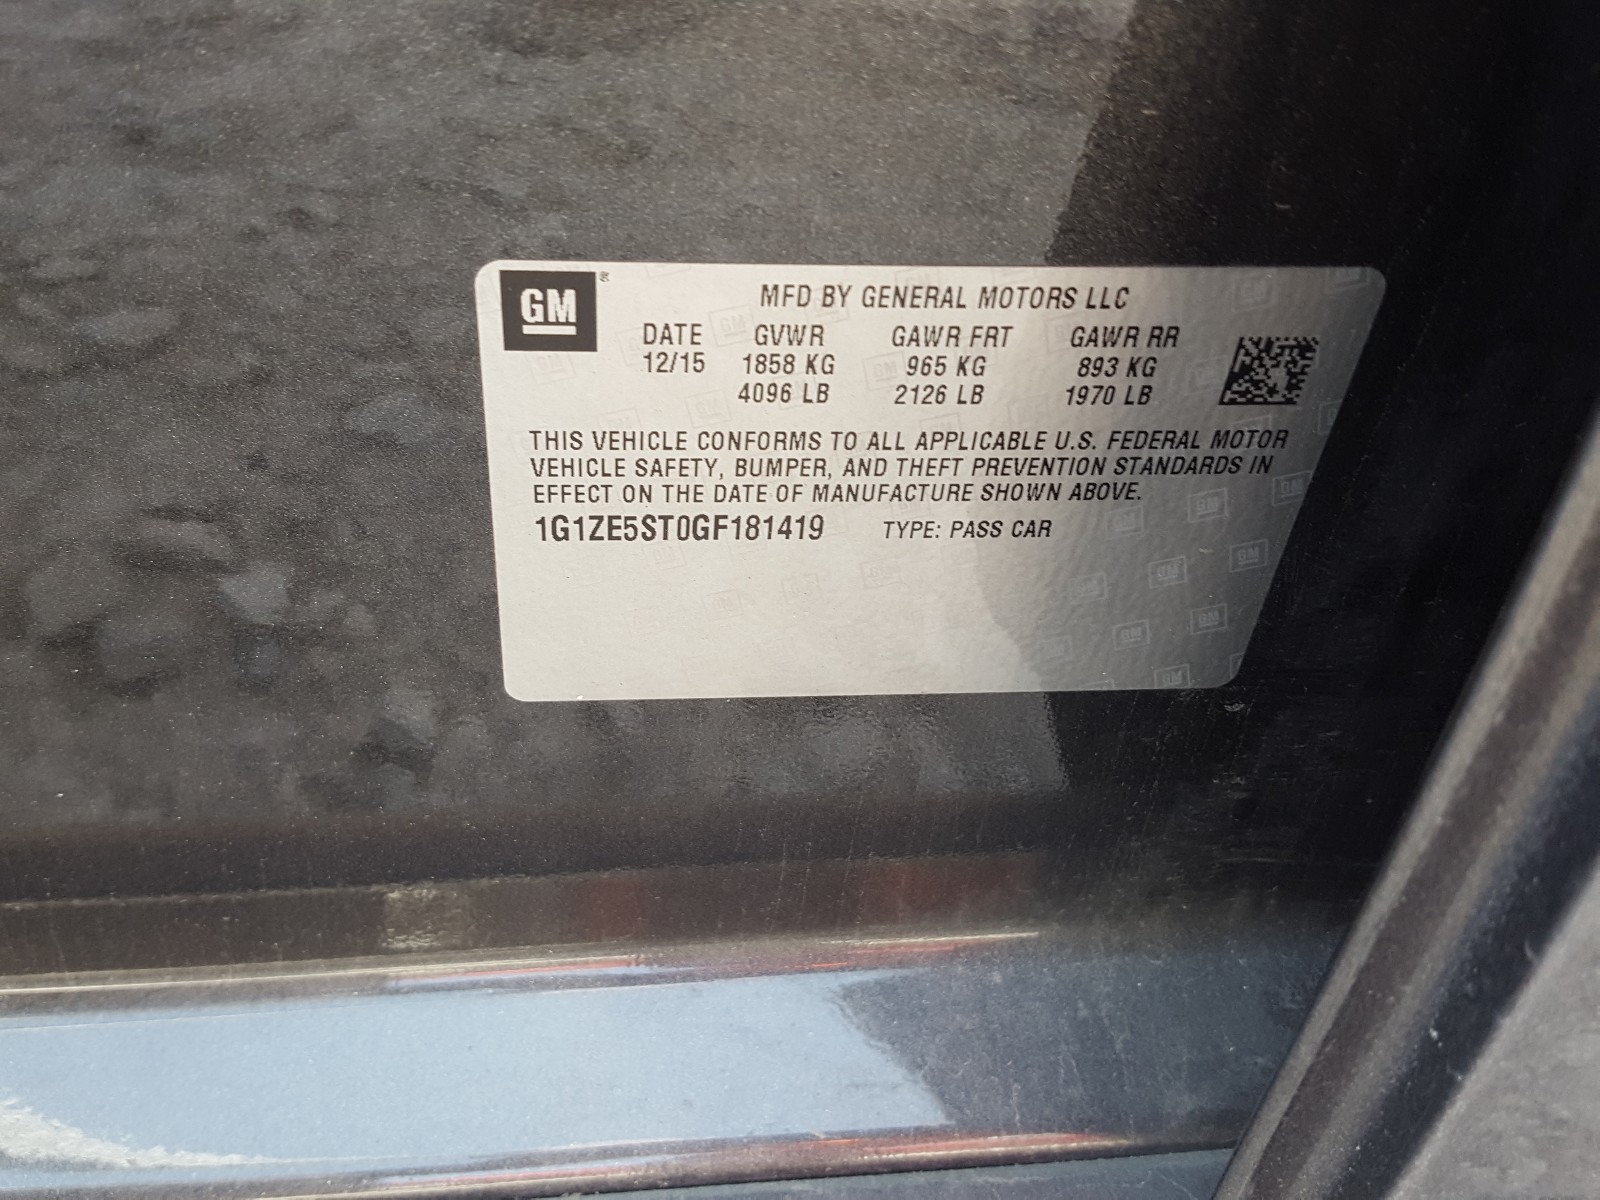 GM
MFD BY GENERAL MOTORS LLC
DATE GVWR GAWR FRT GAWR RR
12/15 1858 KG 965 KG 893 KG
4096 LB 2126 LB 1970 LB
THIS VEHICLE CONFORMS TO ALL APPLICABLE U.S. FEDERAL MOTOR
VEHICLE SAFETY, BUMPER, AND THEFT PREVENTION STANDARDS IN
EFFECT ON THE DATE OF MANUFACTURE SHOWN ABOVE.
1G1ZE5ST0GF181419 TYPE: PASS CAR